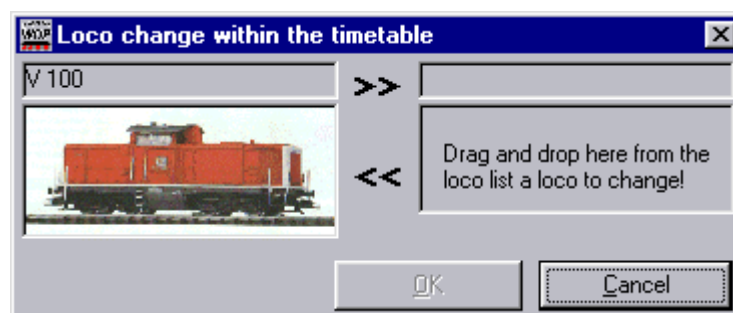 Loco change within the timetable
V 100
>>
<<
Drag and drop here from the
loco list a loco to change!
OK
Cancel